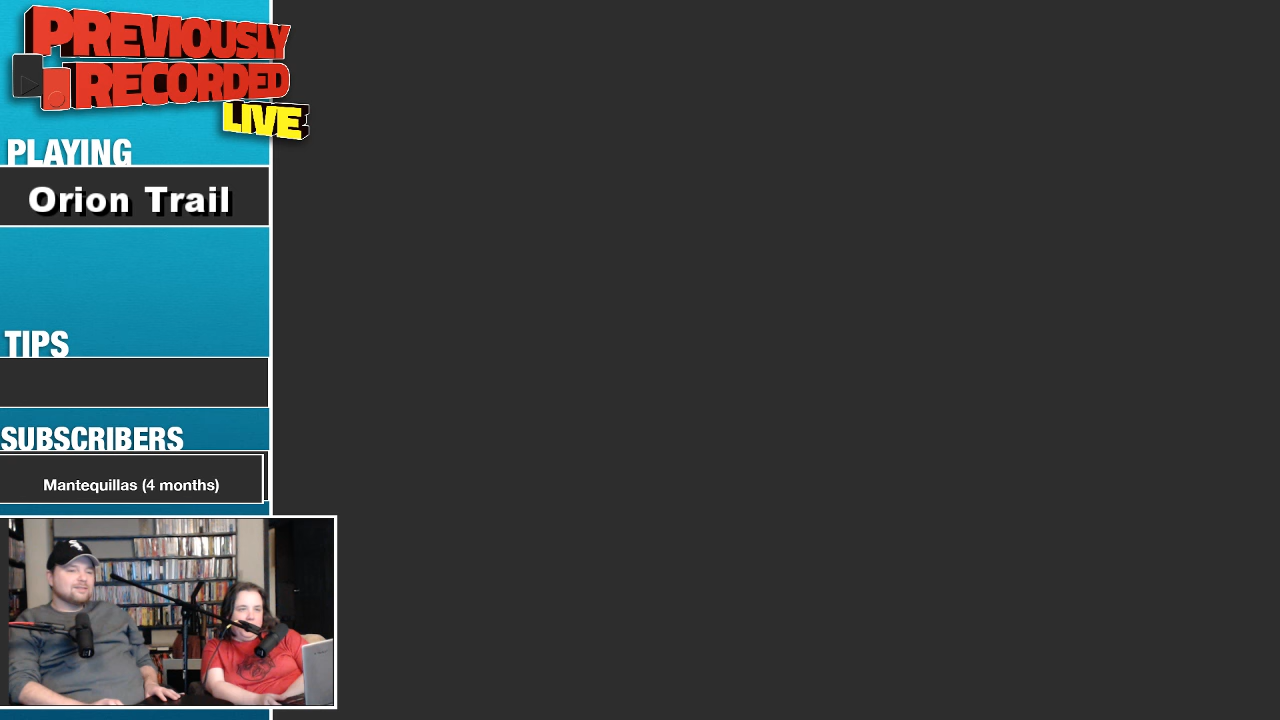 PREVIOUSLY
RECORDED
LIVE
PLAYING
Orion Trail
TIPS
SUBSCRIBERS
Mantequillas (4 months)